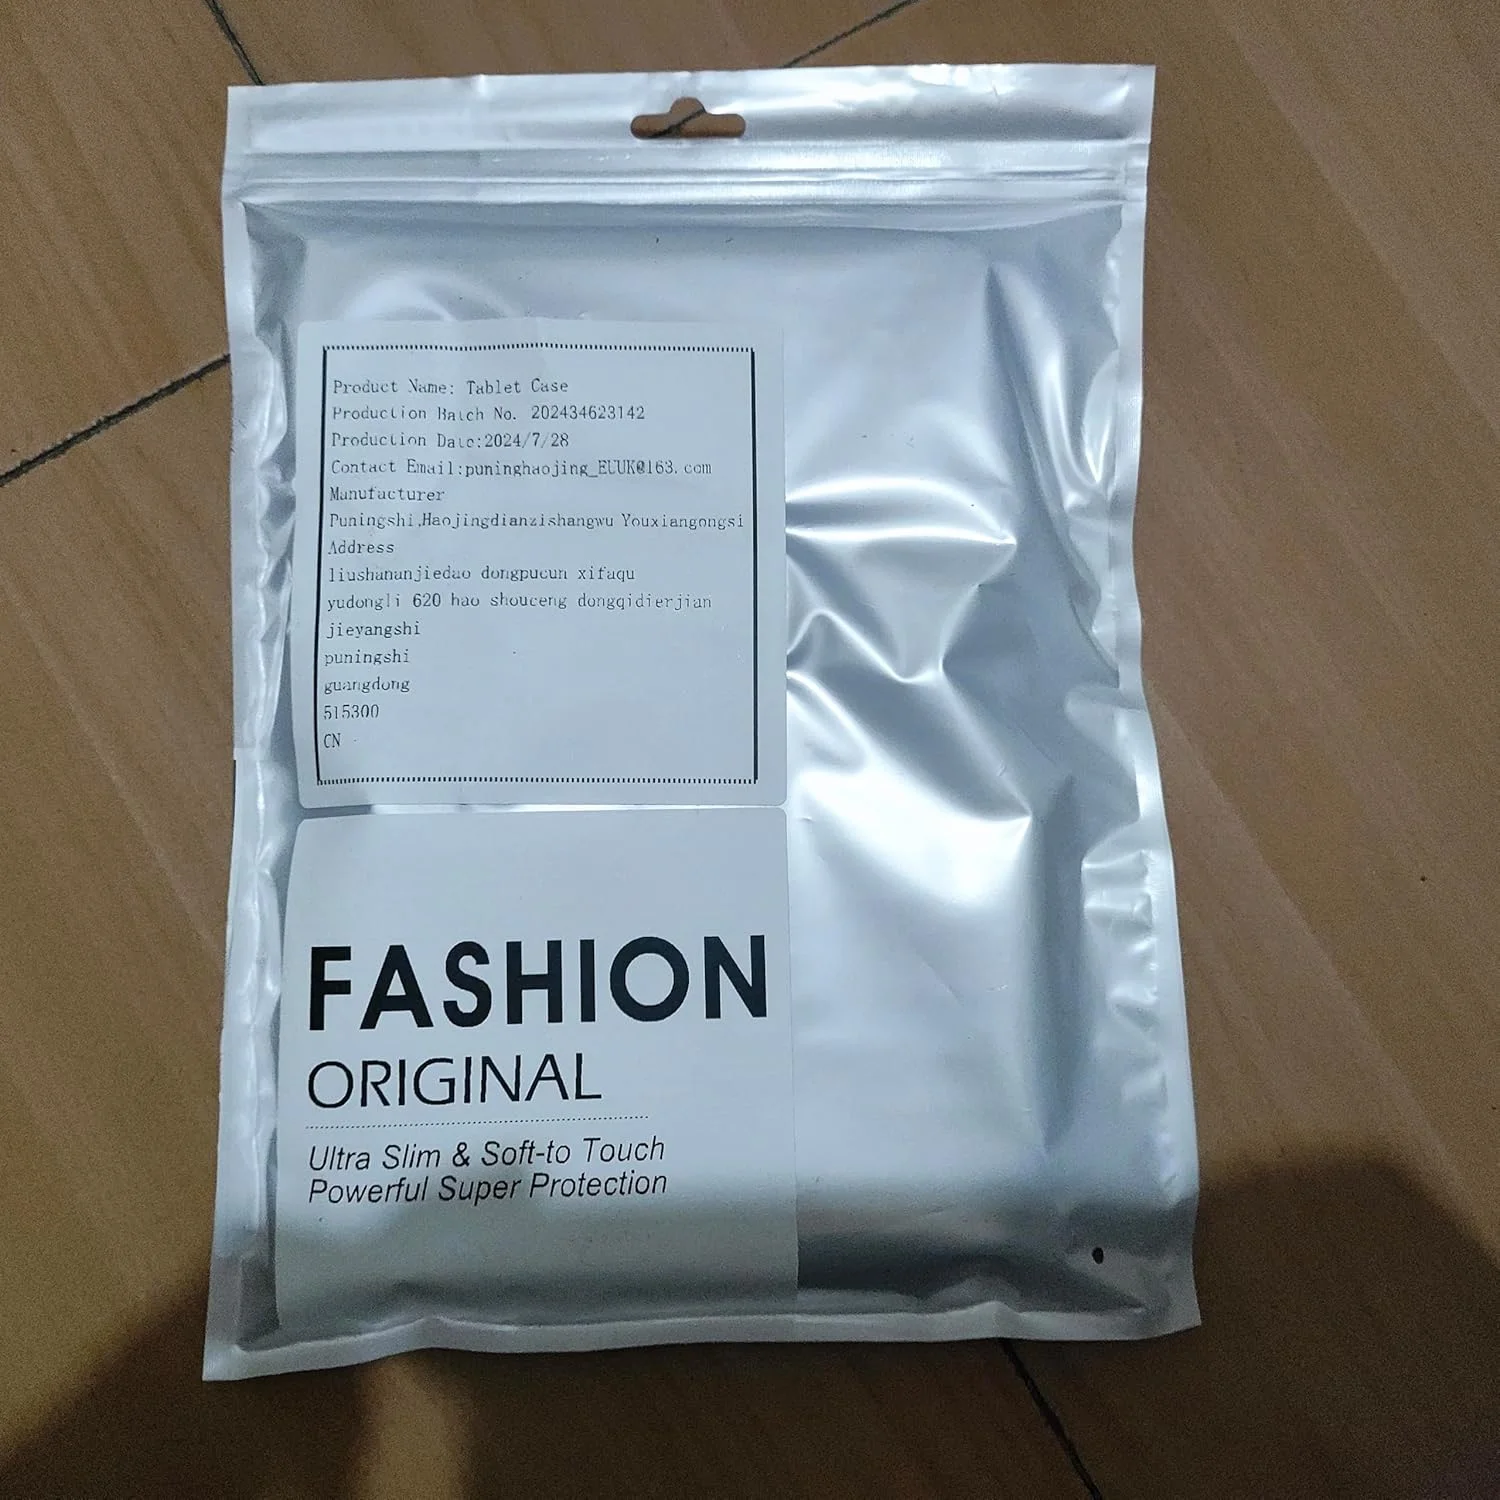 Product Name: Tablet Case
Production Batch No. 202434623142
Production Date:2024/7/28
Contact Email:puninghaojing_EUUK@163.com
Manufacturer
Puningshi,Haojingdianzishangwu Youxiangongsi
Address
liushananjiedao dongpucun xifaqu
yudongli 620 hao shouceng dongqidierjian
jieyangshi
puningshi
guangdong
515300
CN
FASHION
ORIGINAL
Ultra Slim & Soft-to Touch
Powerful Super Protection